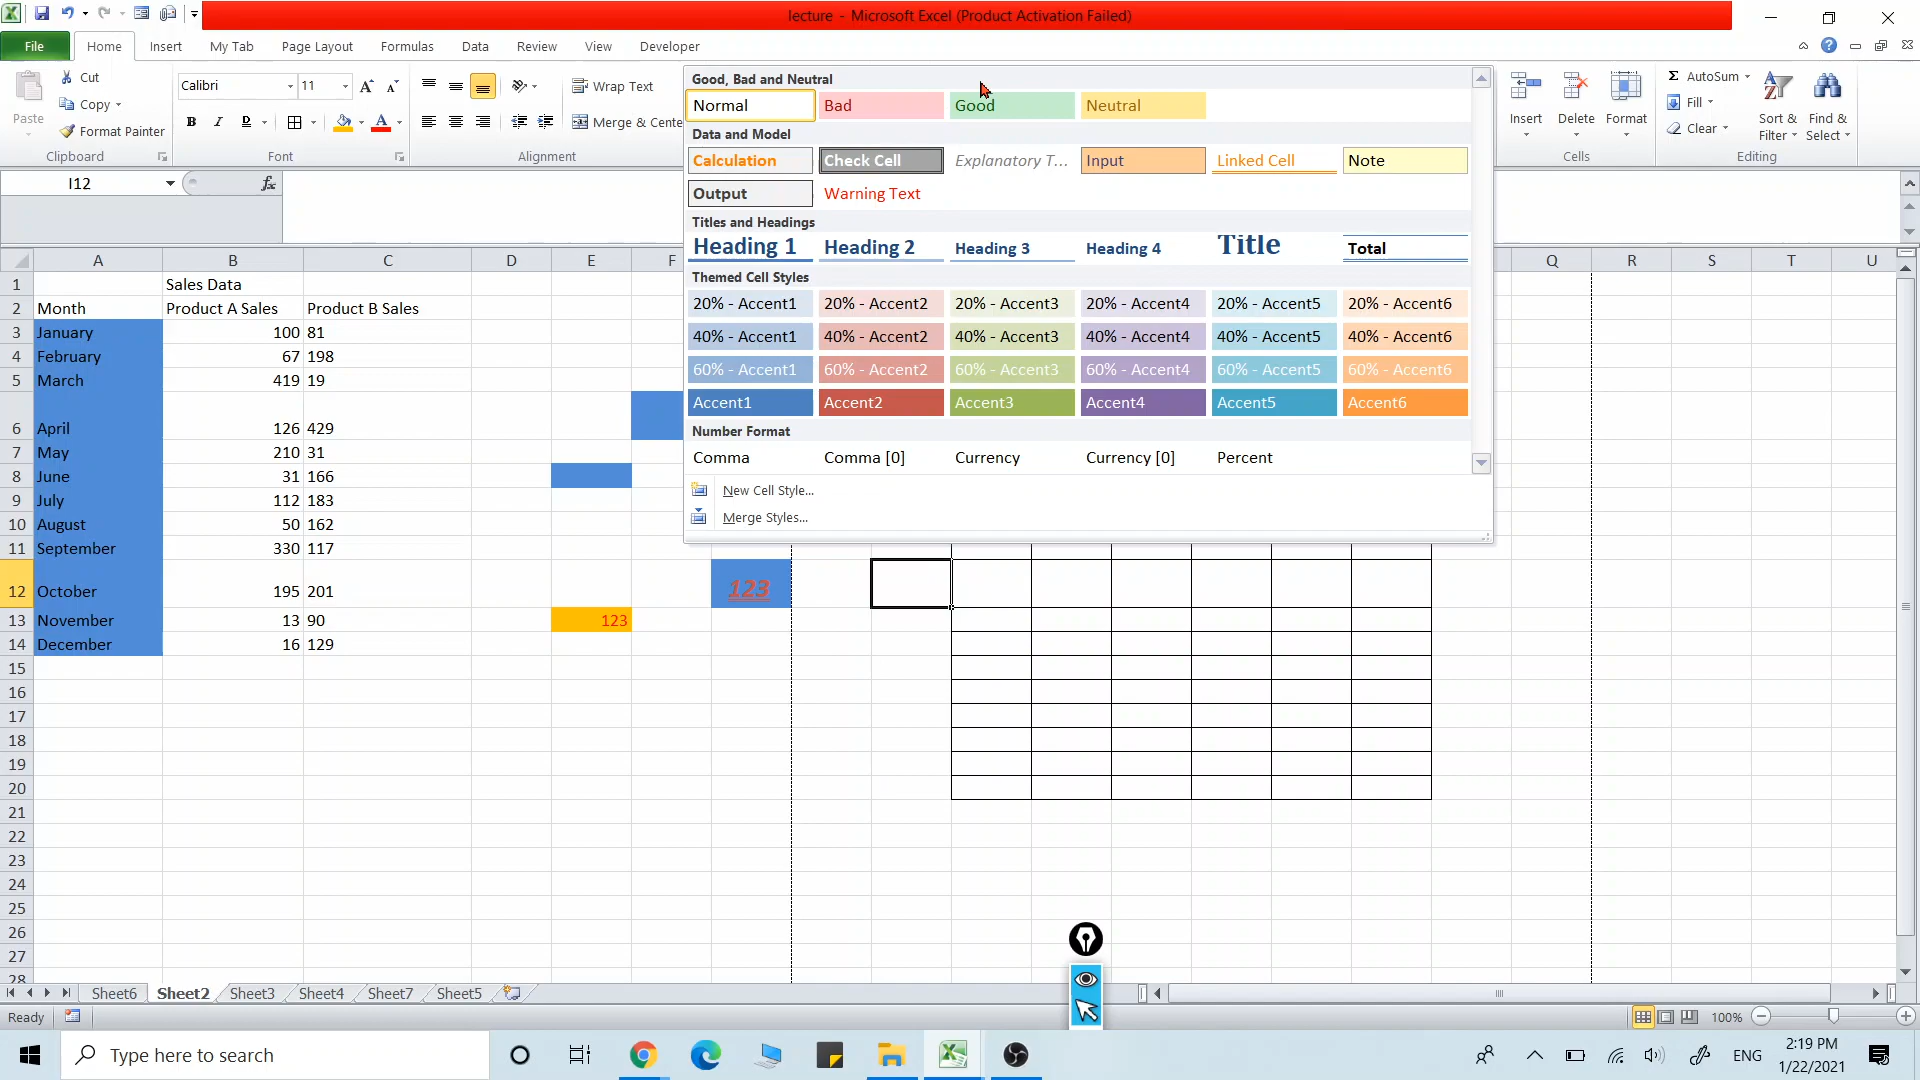 lecture - Microsoft Excel (Product Activation Failed)
File Home Insert My Tab Page Layout Formulas Data Review View Developer
Paste
Cut
Copy
Format Painter
Clipboard
Calibri 11
B I D
Font
Wrap Text
Merge & Cente
Alignment
Good, Bad and Neutral
Normal Bad Good Neutral
Data and Model
Calculation Check Cell Explanatory T... Input Linked Cell Note
Output Warning Text
Titles and Headings
Heading 1 Heading 2 Heading 3 Heading 4 Title Total
Themed Cell Styles
20% - Accent1 20% - Accent2 20% - Accent3 20% - Accent4 20% - Accent5 20% - Accent6
40% - Accent1 40% - Accent2 40% - Accent3 40% - Accent4 40% - Accent5 40% - Accent6
60% - Accent1 60% - Accent2 60% - Accent3 60% - Accent4 60% - Accent5 60% - Accent6
Accent1 Accent2 Accent3 Accent4 Accent5 Accent6
Number Format
Comma Comma [0] Currency Currency [0] Percent
New Cell Style...
Merge Styles...
Insert Delete Format
Cells
AutoSum
Fill
Clear
Sort & Filter
Find & Select
Editing
I12 fx
A B C D E F Q R S T U
1 Sales Data
2 Month Product A Sales Product B Sales
3 January 100 81
4 February 67 198
5 March 419 19
6 April 126 429
7 May 210 31
8 June 31 166
9 July 112 183
10 August 50 162
11 September 330 117
12 October 195 201 123
13 November 13 90 123
14 December 16 129
15
16
17
18
19
20
21
22
23
24
25
26
27
28
Sheet6 Sheet2 Sheet3 Sheet4 Sheet7 Sheet5
Ready 100%
Type here to search
ENG
2:19 PM
1/22/2021